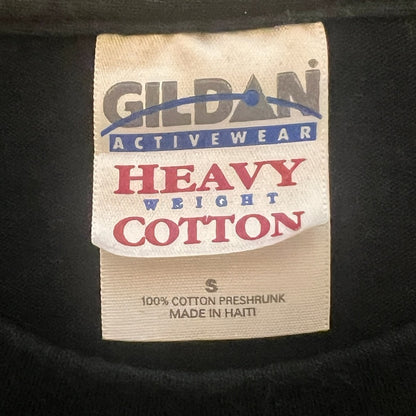 GILDAN
ACTIVEWEAR
HEAVY
WEIGHT
COTTON
S
100% COTTON PRESHRUNK
MADE IN HAITI